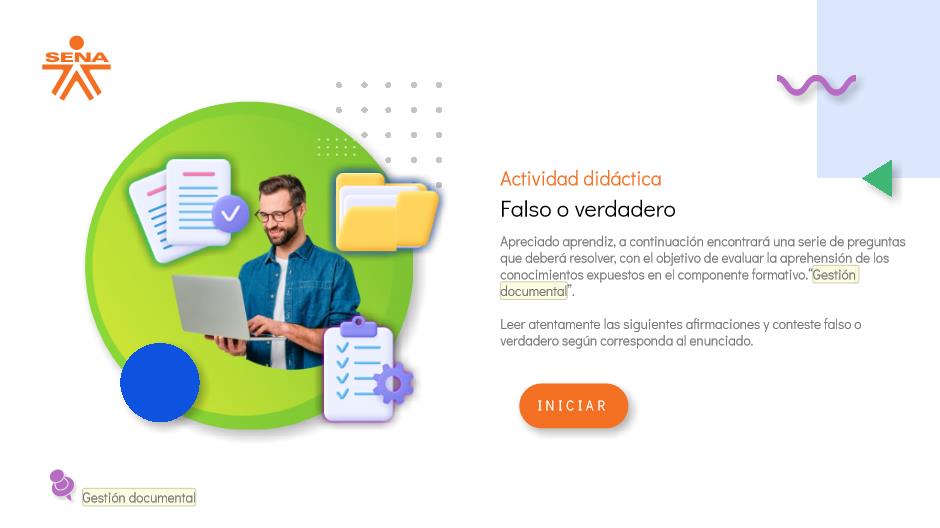 SENA
Actividad didáctica
Falso o verdadero
Apreciado aprendiz, a continuación encontrará una serie de preguntas
que deberá resolver, con el objetivo de evaluar la aprehensión de los
conocimientos expuestos en el componente formativo."Gestión
documental".
Leer atentamente las siguientes afirmaciones y conteste falso o
verdadero según corresponda al enunciado.
INICIAR
Gestión documental